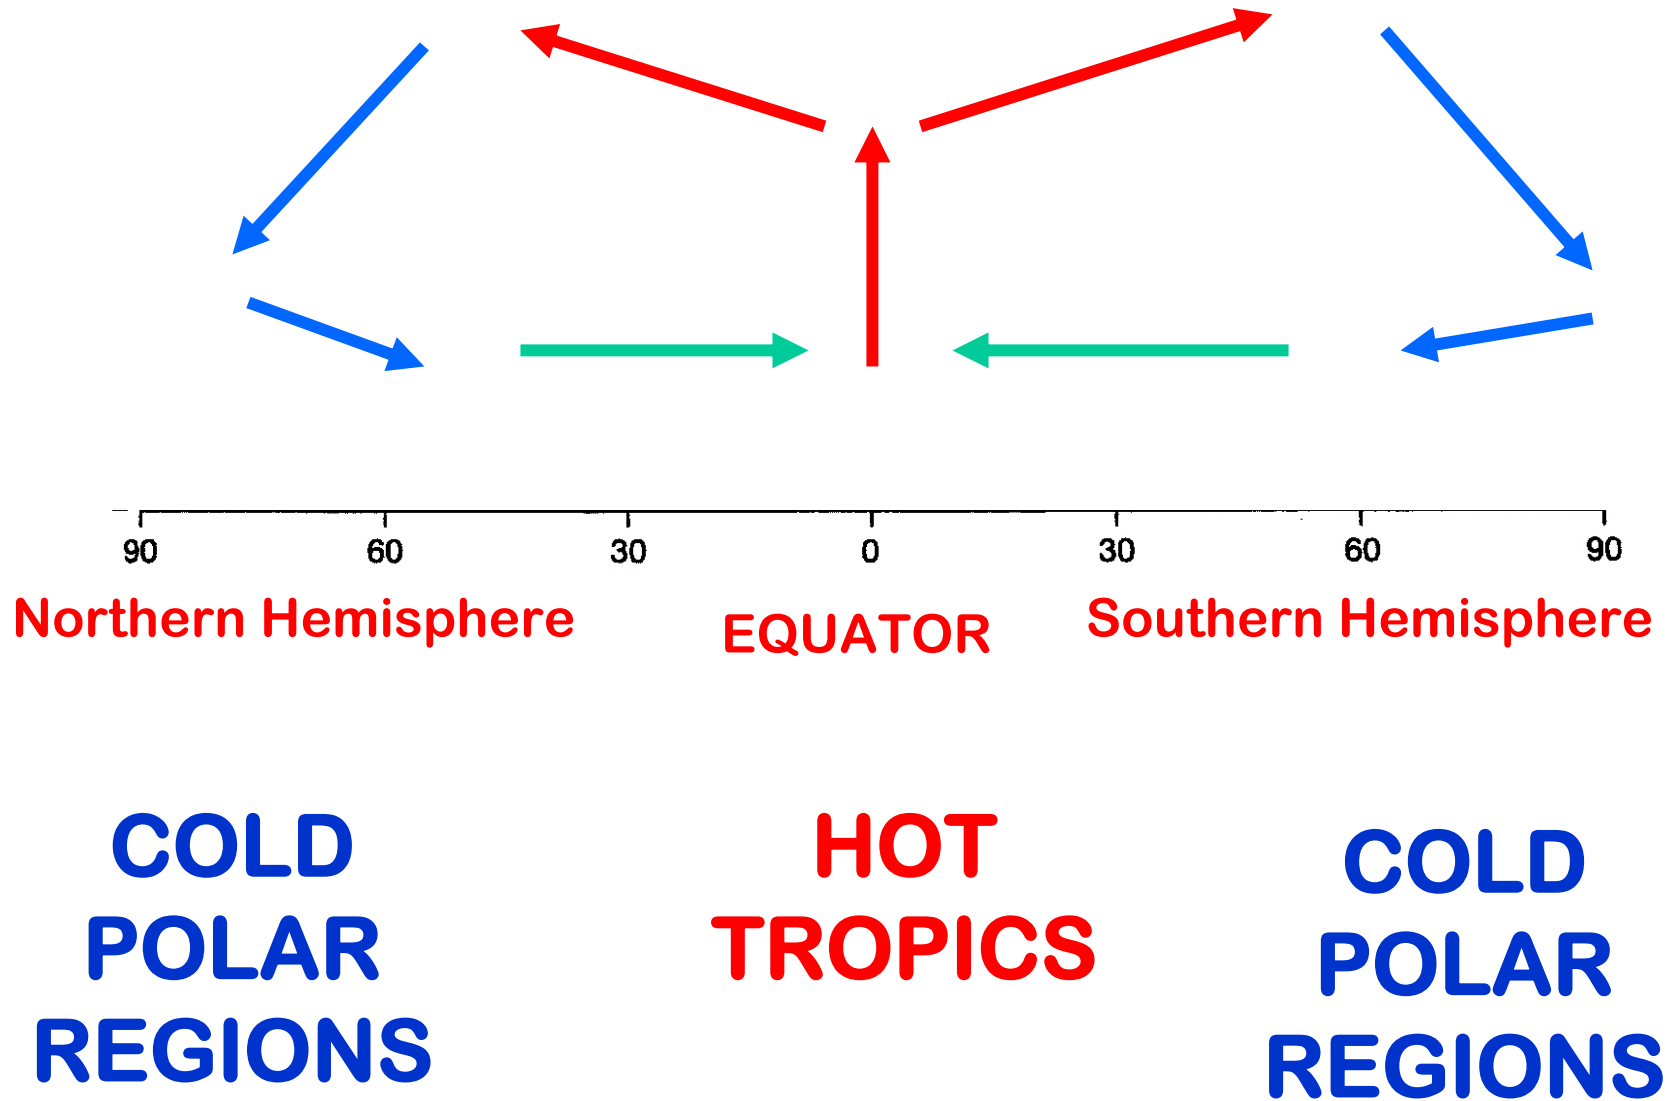 90 60 30 0 30 60 90
Northern Hemisphere EQUATOR Southern Hemisphere
COLD
POLAR
REGIONS
HOT
TROPICS
COLD
POLAR
REGIONS